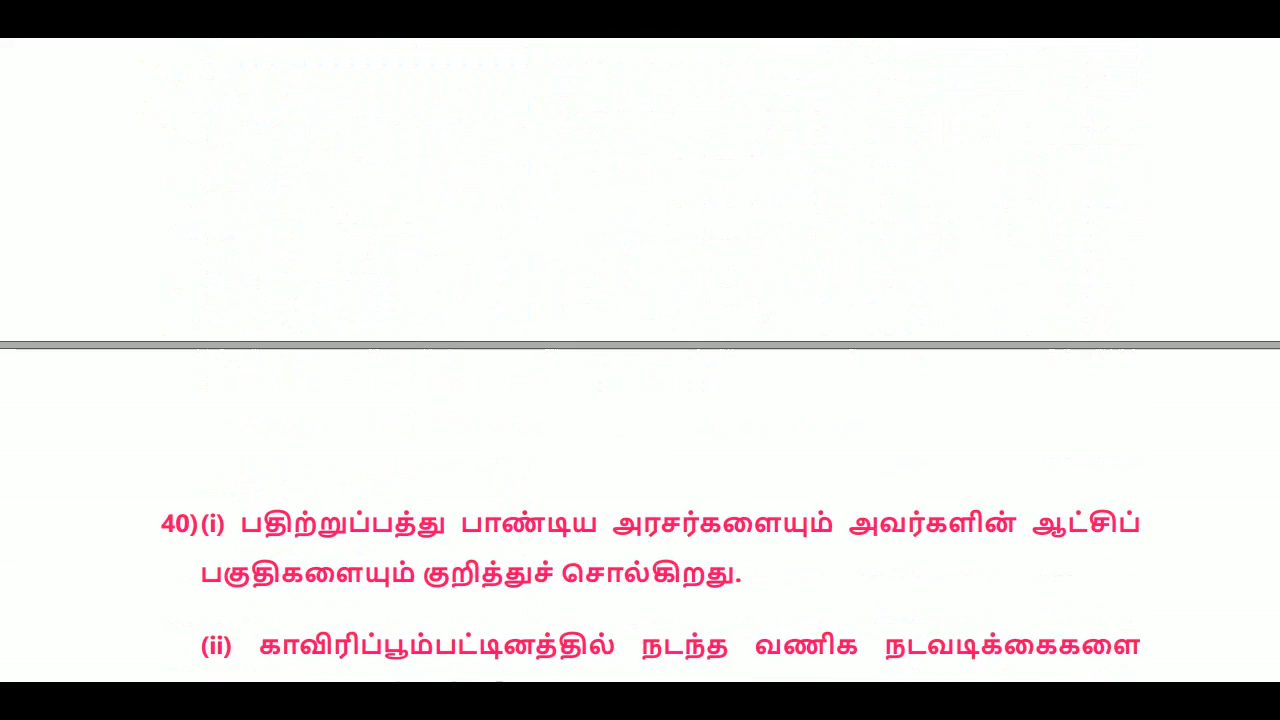 40)(i) பதிற்றுப்பத்து பாண்டிய அரசர்களையும் அவர்களின் ஆட்சிப்
பகுதிகளையும் குறித்துச் சொல்கிறது.
(ii) காவிரிப்பூம்பட்டினத்தில் நடந்த வணிக நடவடிக்கைகளை